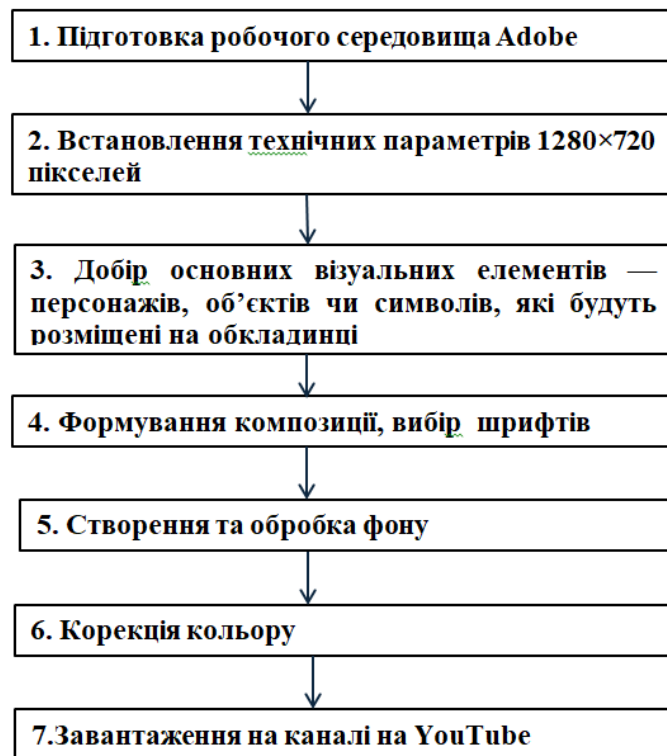 1. Підготовка робочого середовища Adobe
2. Встановлення технічних параметрів 1280×720
пікселей
3. Добір основних візуальних елементів —
персонажів, об’єктів чи символів, які будуть
розміщені на обкладинці
4. Формування композиції, вибір шрифтів
5. Створення та обробка фону
6. Корекція кольору
7.Завантаження на каналі на YouTube